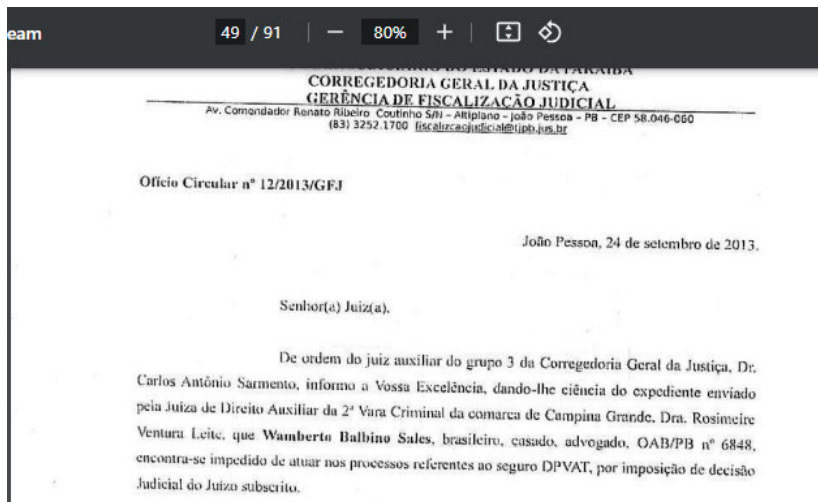 eam 49 / 91 — 80% +
CORREGEDORIA GERAL DA JUSTIÇA
GERÊNCIA DE FISCALIZAÇÃO JUDICIAL
Av. Comendador Renato Ribeiro Coutinho S/N – Altiplano – João Pessoa – PB – CEP 58.046-060
(83) 3252.1700 fiscalizcaojudicial@tjpb.jus.br
Ofício Circular nº 12/2013/GFJ
João Pessoa, 24 de setembro de 2013.
Senhor(a) Juiz(a),
De ordem do juiz auxiliar do grupo 3 da Corregedoria Geral da Justiça, Dr.
Carlos Antônio Sarmento, informo a Vossa Excelência, dando-lhe ciência do expediente enviado
pela Juíza de Direito Auxiliar da 2ª Vara Criminal da comarca de Campina Grande, Dra. Rosimeire
Ventura Leite, que Wamberto Balbino Sales, brasileiro, casado, advogado, OAB/PB nº 6848,
encontra-se impedido de atuar nos processos referentes ao seguro DPVAT, por imposição de decisão
Judicial do Juízo subscrito.